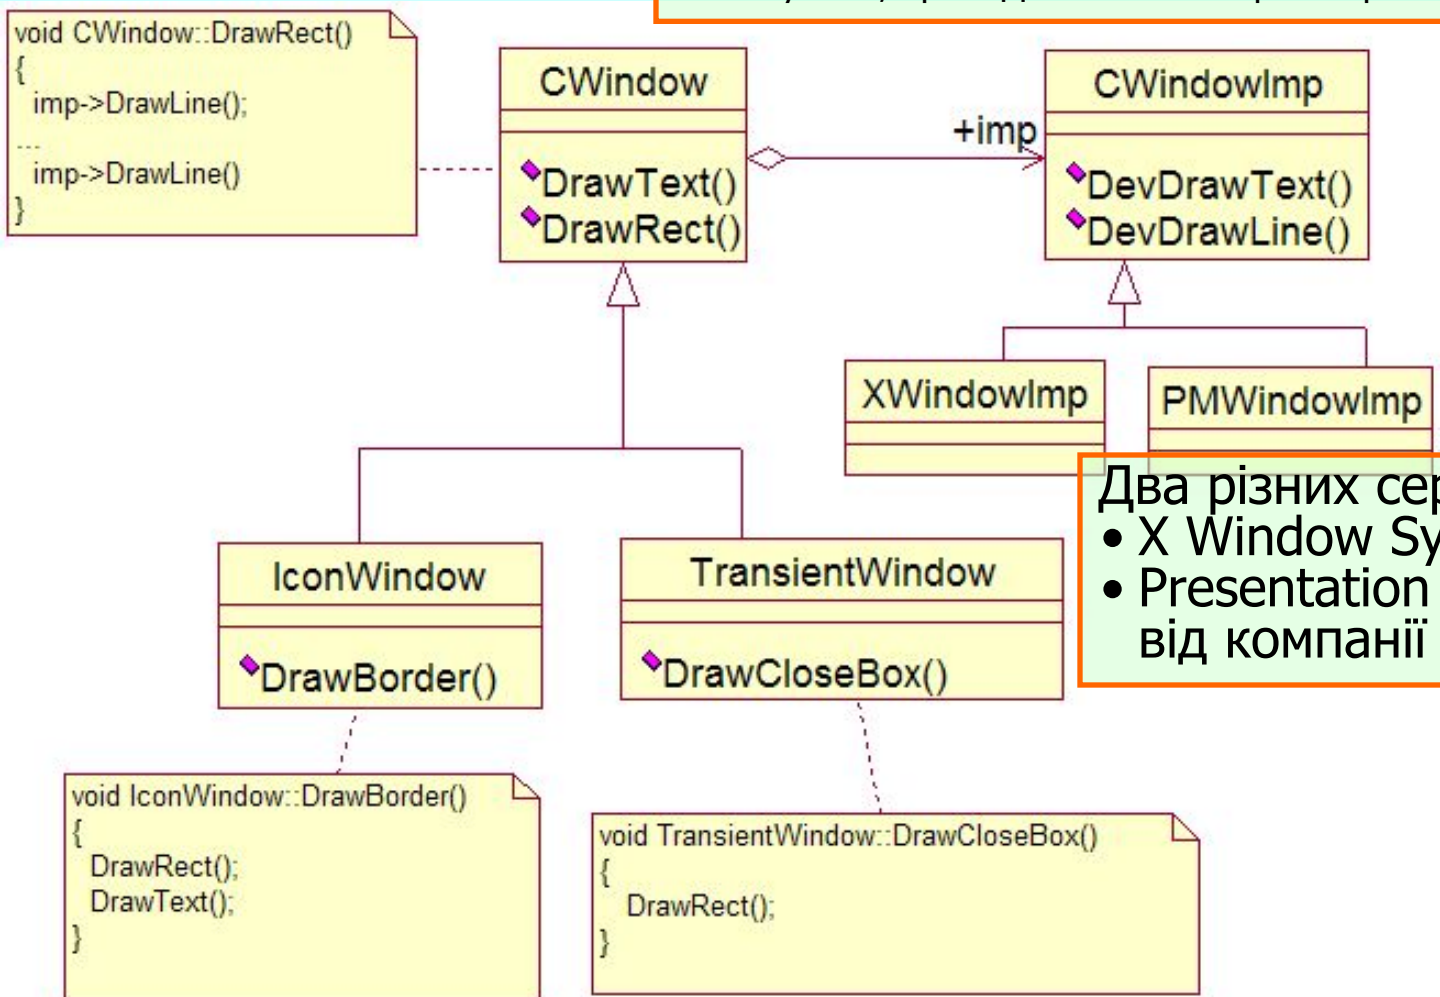 void CWindow::DrawRect()
{
imp->DrawLine();
...
imp->DrawLine()
}
CWindow
DrawText()
DrawRect()
+imp
CWindowImp
DevDrawText()
DevDrawLine()
XWindowImp
PMWindowImp
Два різних
• X Window
• Presentation
від компанії
IconWindow
DrawBorder()
TransientWindow
DrawCloseBox()
void IconWindow::DrawBorder()
{
DrawRect();
DrawText();
}
void TransientWindow::DrawCloseBox()
{
DrawRect();
}